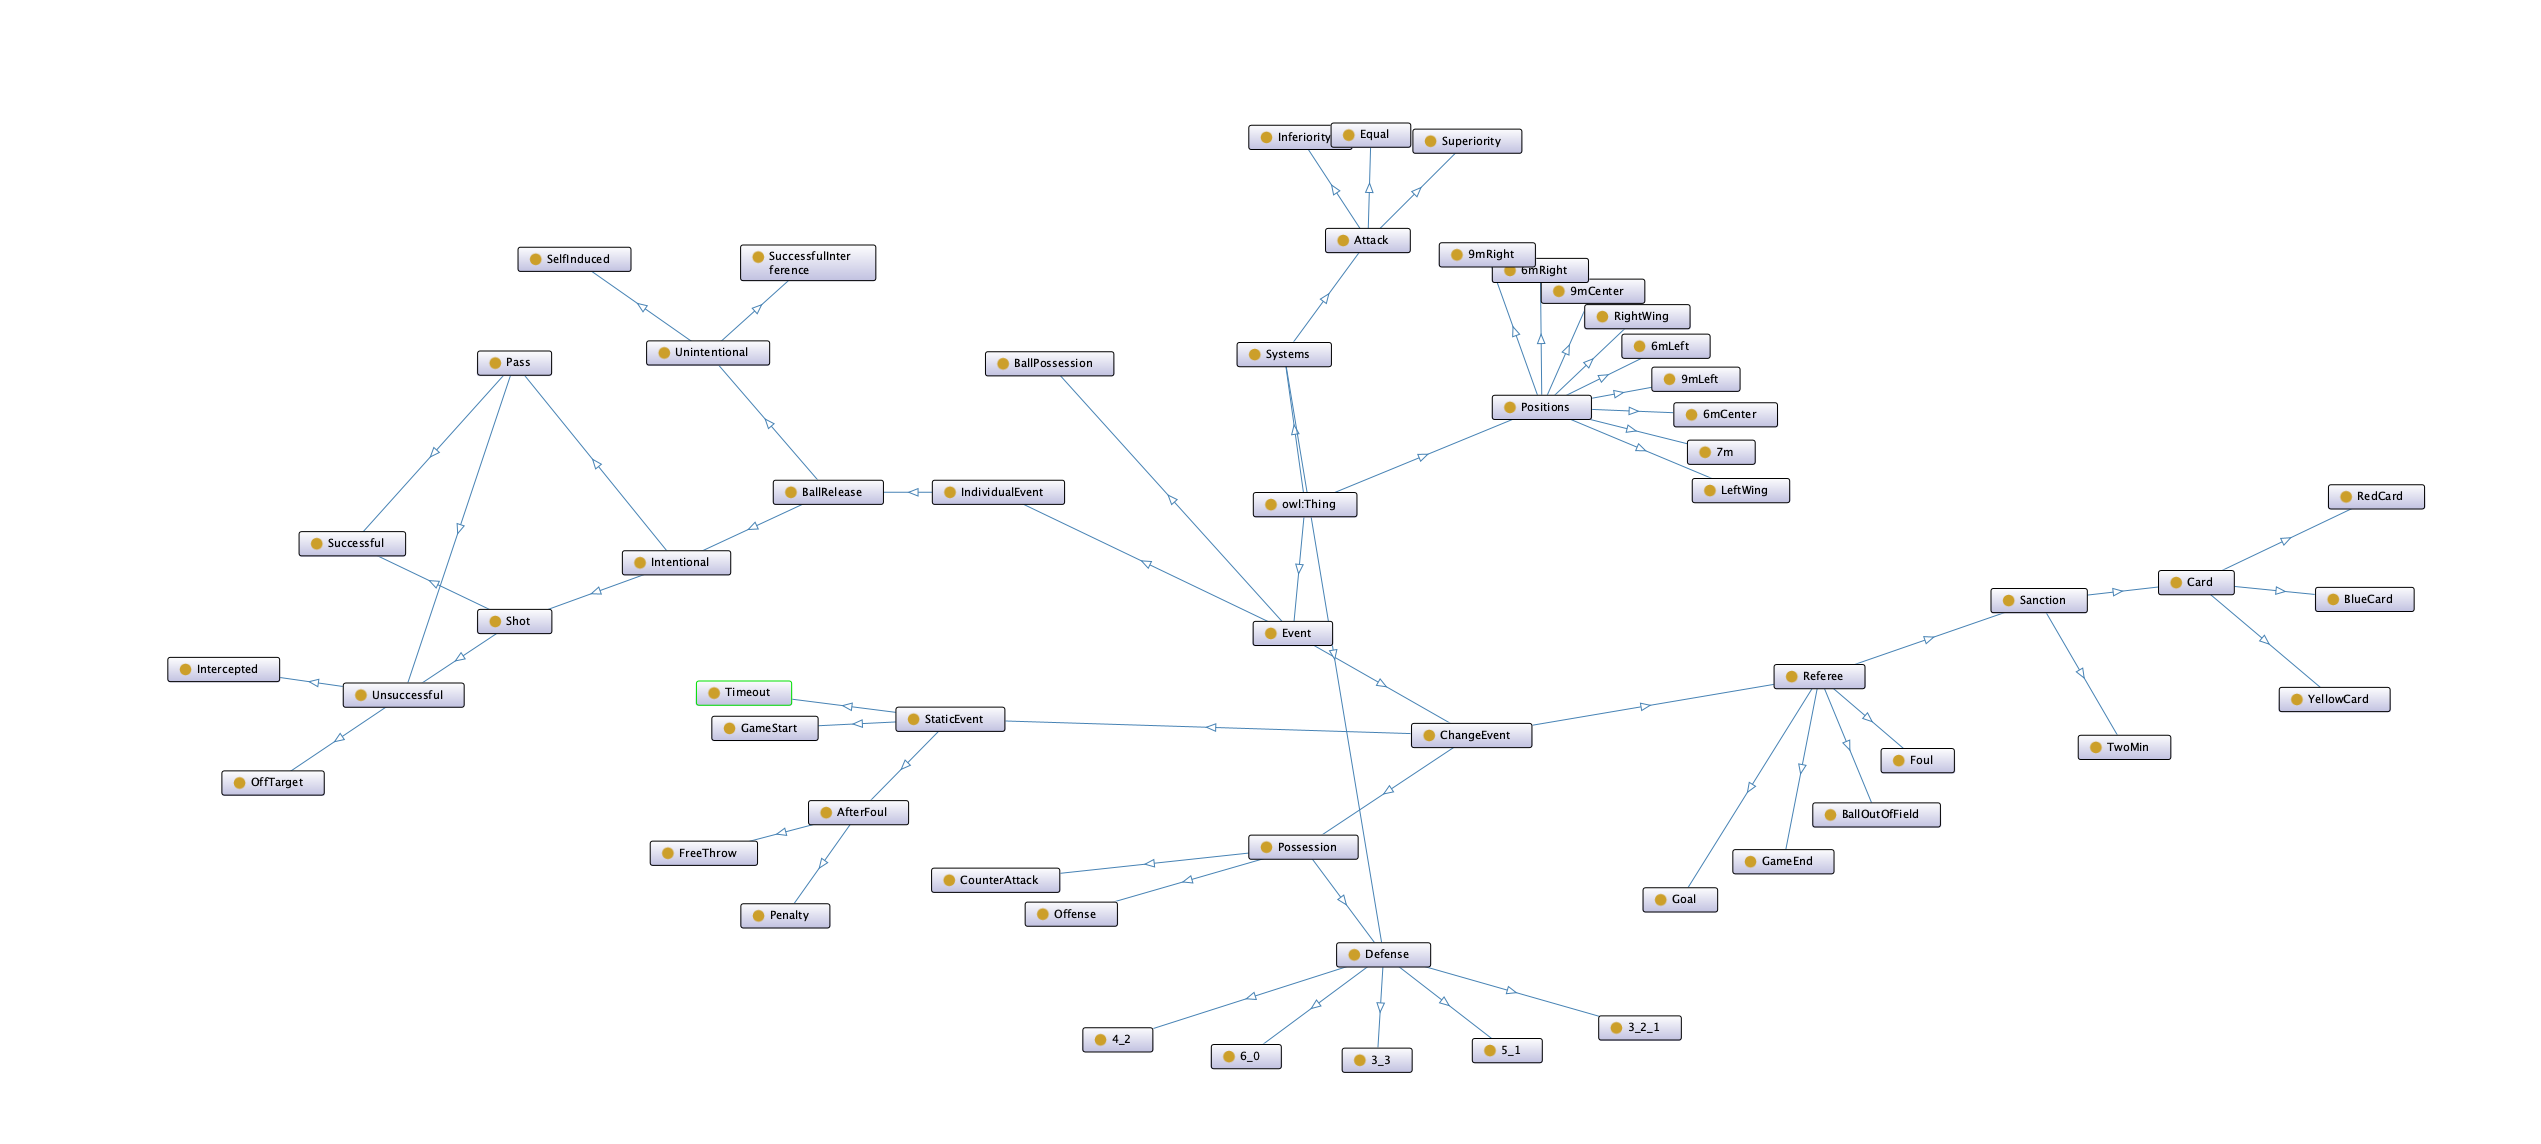 Inferiority
Equal
Superiority
Attack
9mRight
6mRight
9mCenter
RightWing
6mLeft
9mLeft
6mCenter
7m
LeftWing
Positions
Systems
SelfInduced
SuccessfulInter
ference
Unintentional
Pass
BallPossession
BallRelease
IndividualEvent
owl:Thing
Successful
Intentional
Shot
Event
Intercepted
Unsuccessful
OffTarget
Timeout
GameStart
StaticEvent
ChangeEvent
AfterFoul
FreeThrow
Penalty
Possession
CounterAttack
Offense
Defense
4_2
6_0
3_3
5_1
3_2_1
Referee
Sanction
Card
RedCard
BlueCard
YellowCard
TwoMin
Foul
BallOutOfField
GameEnd
Goal